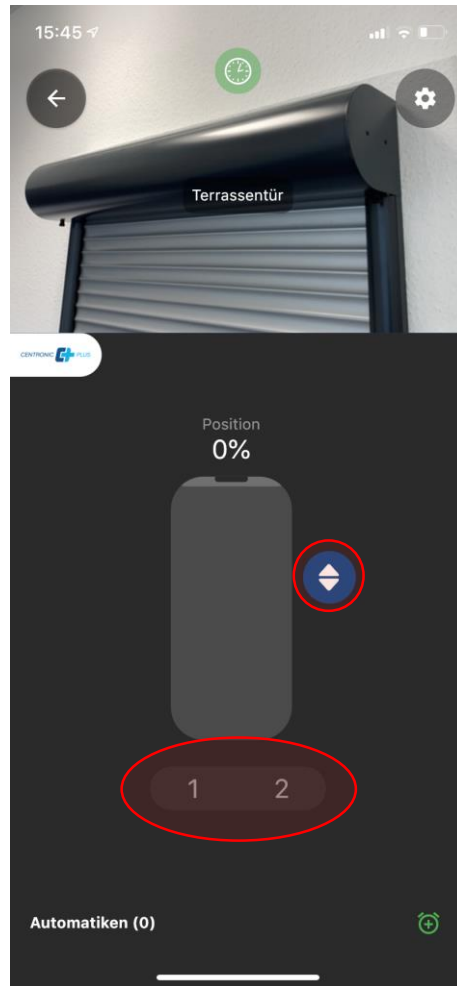 15:45
Terrassentür
CENTRONIC C+ PLUS
Position
0%
1 2
Automatiken (0)